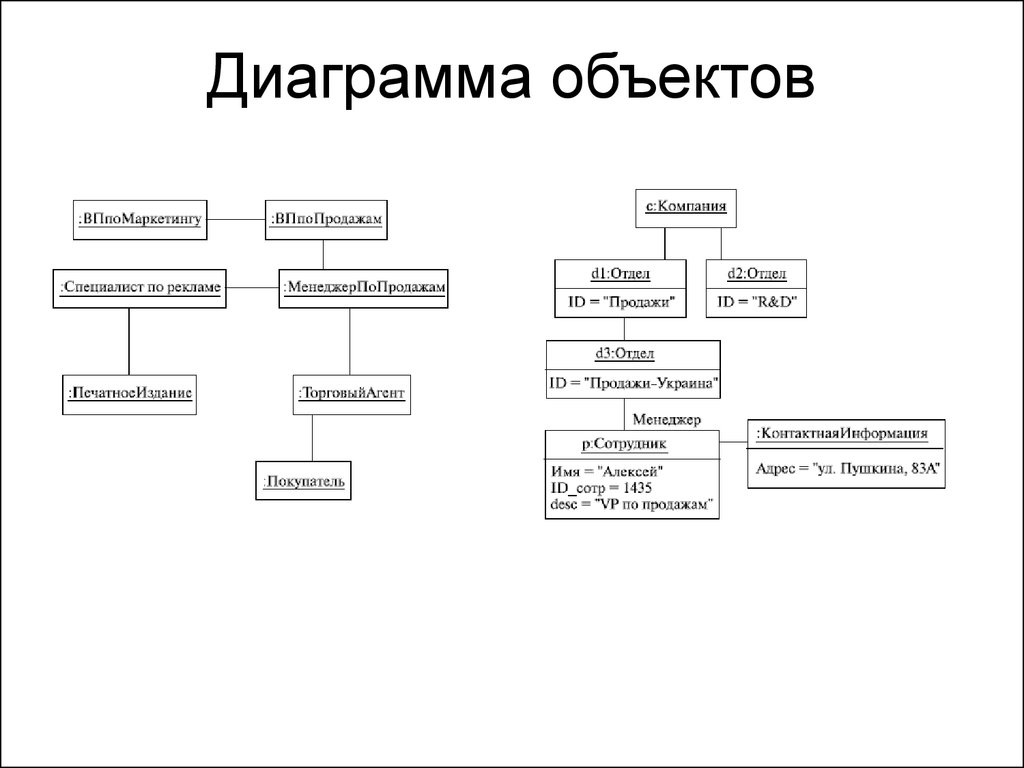 Диаграмма объектов
:ВПпоМаркетингу
:ВПпоПродажам
:Специалист по рекламе
:МенеджерПоПродажам
:ПечатноеИздание
:ТорговыйАгент
:Покупатель
c:Компания
d1:Отдел
ID = "Продажи"
d2:Отдел
ID = "R&D"
d3:Отдел
ID = "Продажи-Украина"
Менеджер
p:Сотрудник
Имя = "Алексей"
ID_сотр = 1435
desc = "VP по продажам"
:КонтактнаяИнформация
Адрес = "ул. Пушкина, 83А"